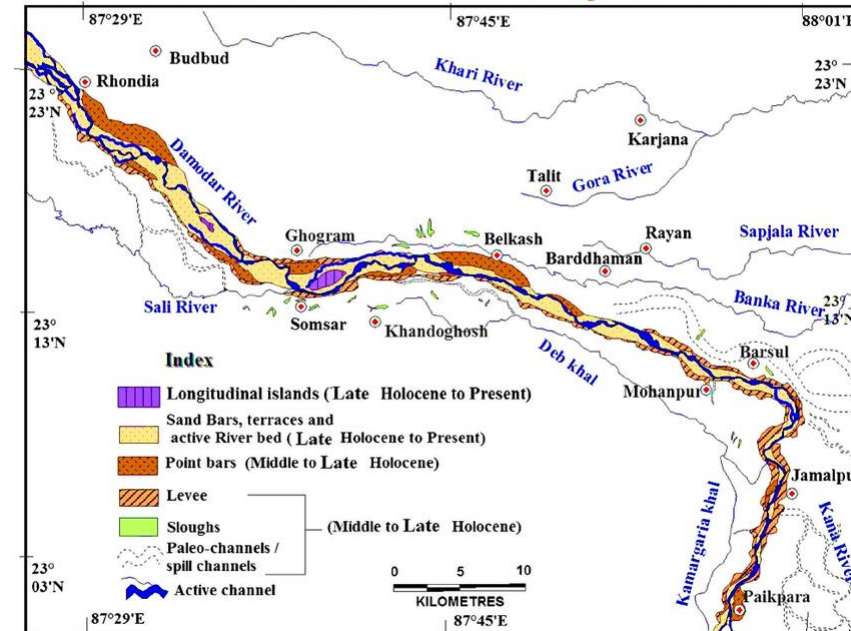 87°29'E
87°45'E
88°01'E
Budbud
Rhondia
Khari River
23°
23'N
23°
23'N
Karjana
Damodar River
Talit
Gora River
Ghogram
Belkash
Rayan
Sapjala River
Barddhaman
Sali River
Banka River
23°
13'N
23°
13'N
Somsar
Khandoghosh
Deb khal
Barsul
Mohanpur
Index
Longitudinal islands (Late Holocene to Present)
Sand Bars, terraces and
active River bed (Late Holocene to Present)
Point bars (Middle to Late Holocene)
Levee
Sloughs
(Middle to Late Holocene)
Paleo-channels /
spill channels
Active channel
Jamalpu
Kamargaria khal
Kana River
23°
03'N
0 5 10
KILOMETRES
Paikpara
87°29'E
87°45'E